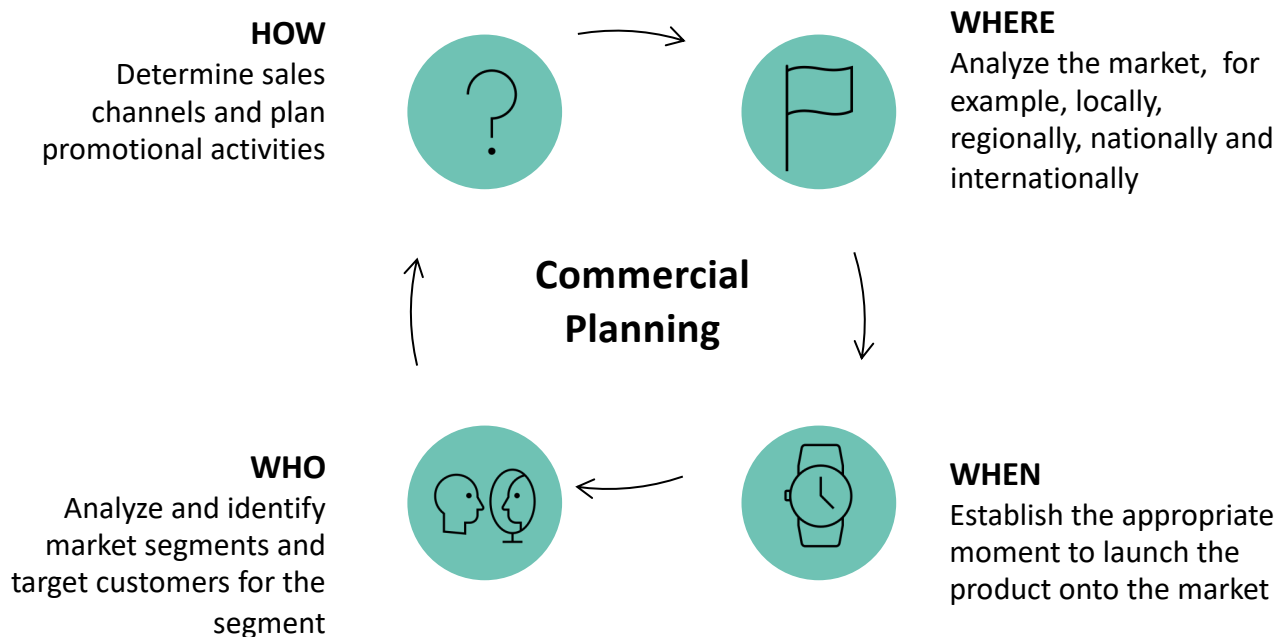 HOW
Determine sales
channels and plan
promotional activities
WHERE
Analyze the market, for
example, locally,
regionally, nationally and
internationally
Commercial
Planning
WHO
Analyze and identify
market segments and
target customers for the
segment
WHEN
Establish the appropriate
moment to launch the
product onto the market